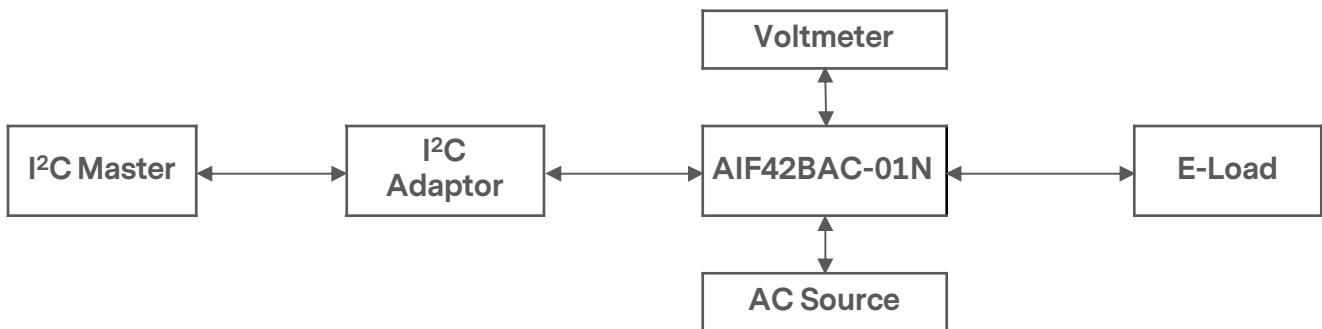 Voltmeter
I²C Master
I²C
Adaptor
AIF42BAC-01N
E-Load
AC Source